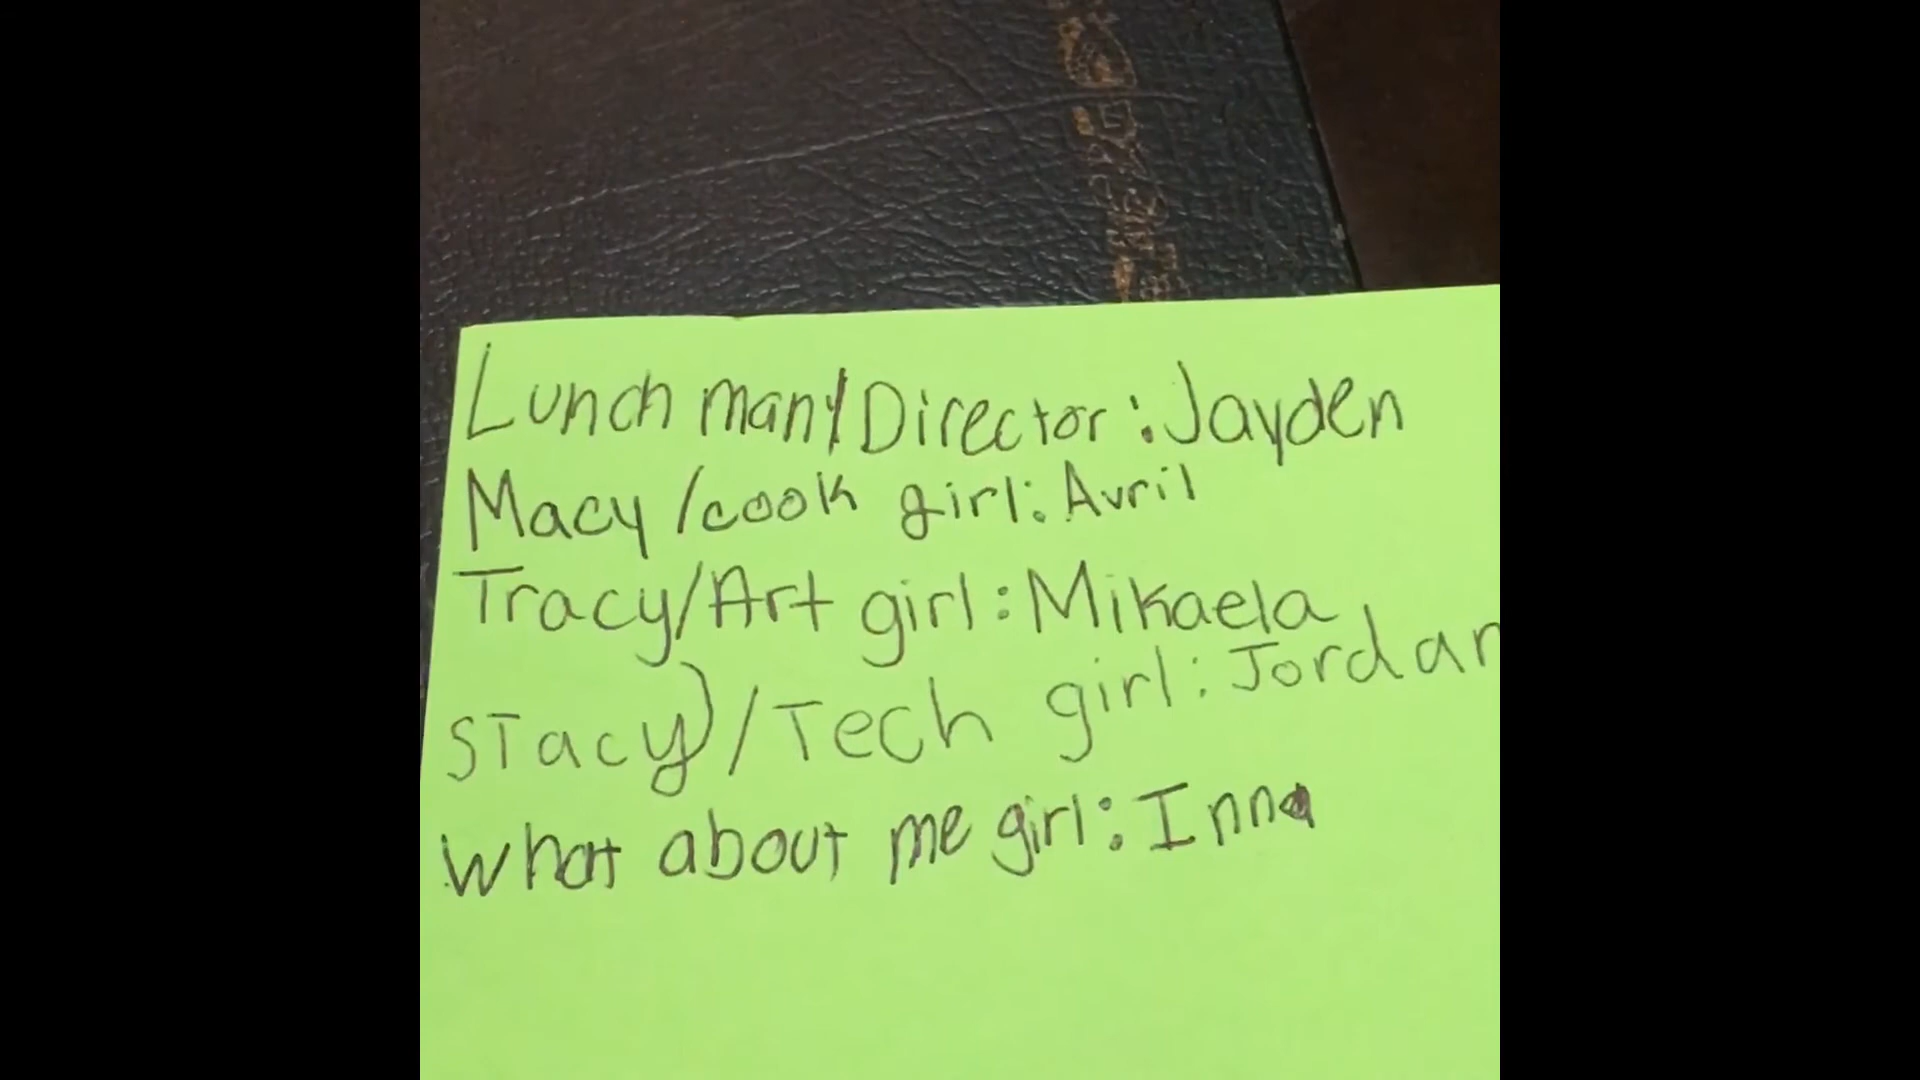 Lunch man/Director: Jayden
Macy/cook girl: Avril
Tracy/Art girl: Mikaela
STacy/Tech girl: Jordan
What about me girl: Inna